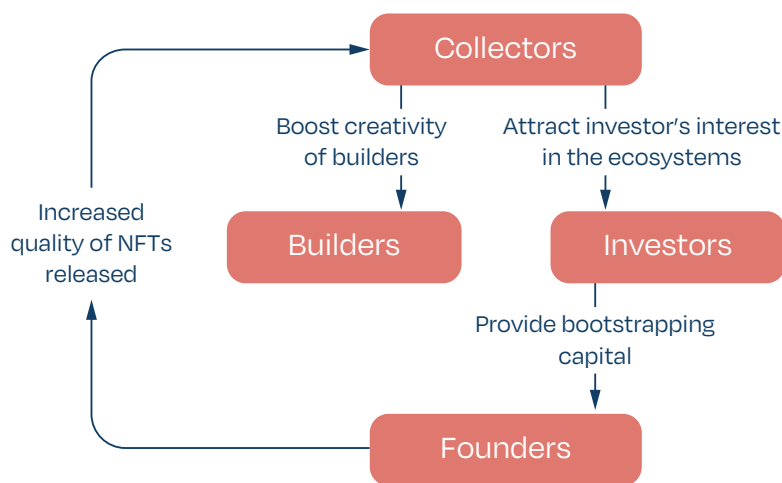 Collectors
Boost creativity
of builders
Attract investor's interest
in the ecosystems
Increased
quality of NFTs
released
Builders
Investors
Provide bootstrapping
capital
Founders